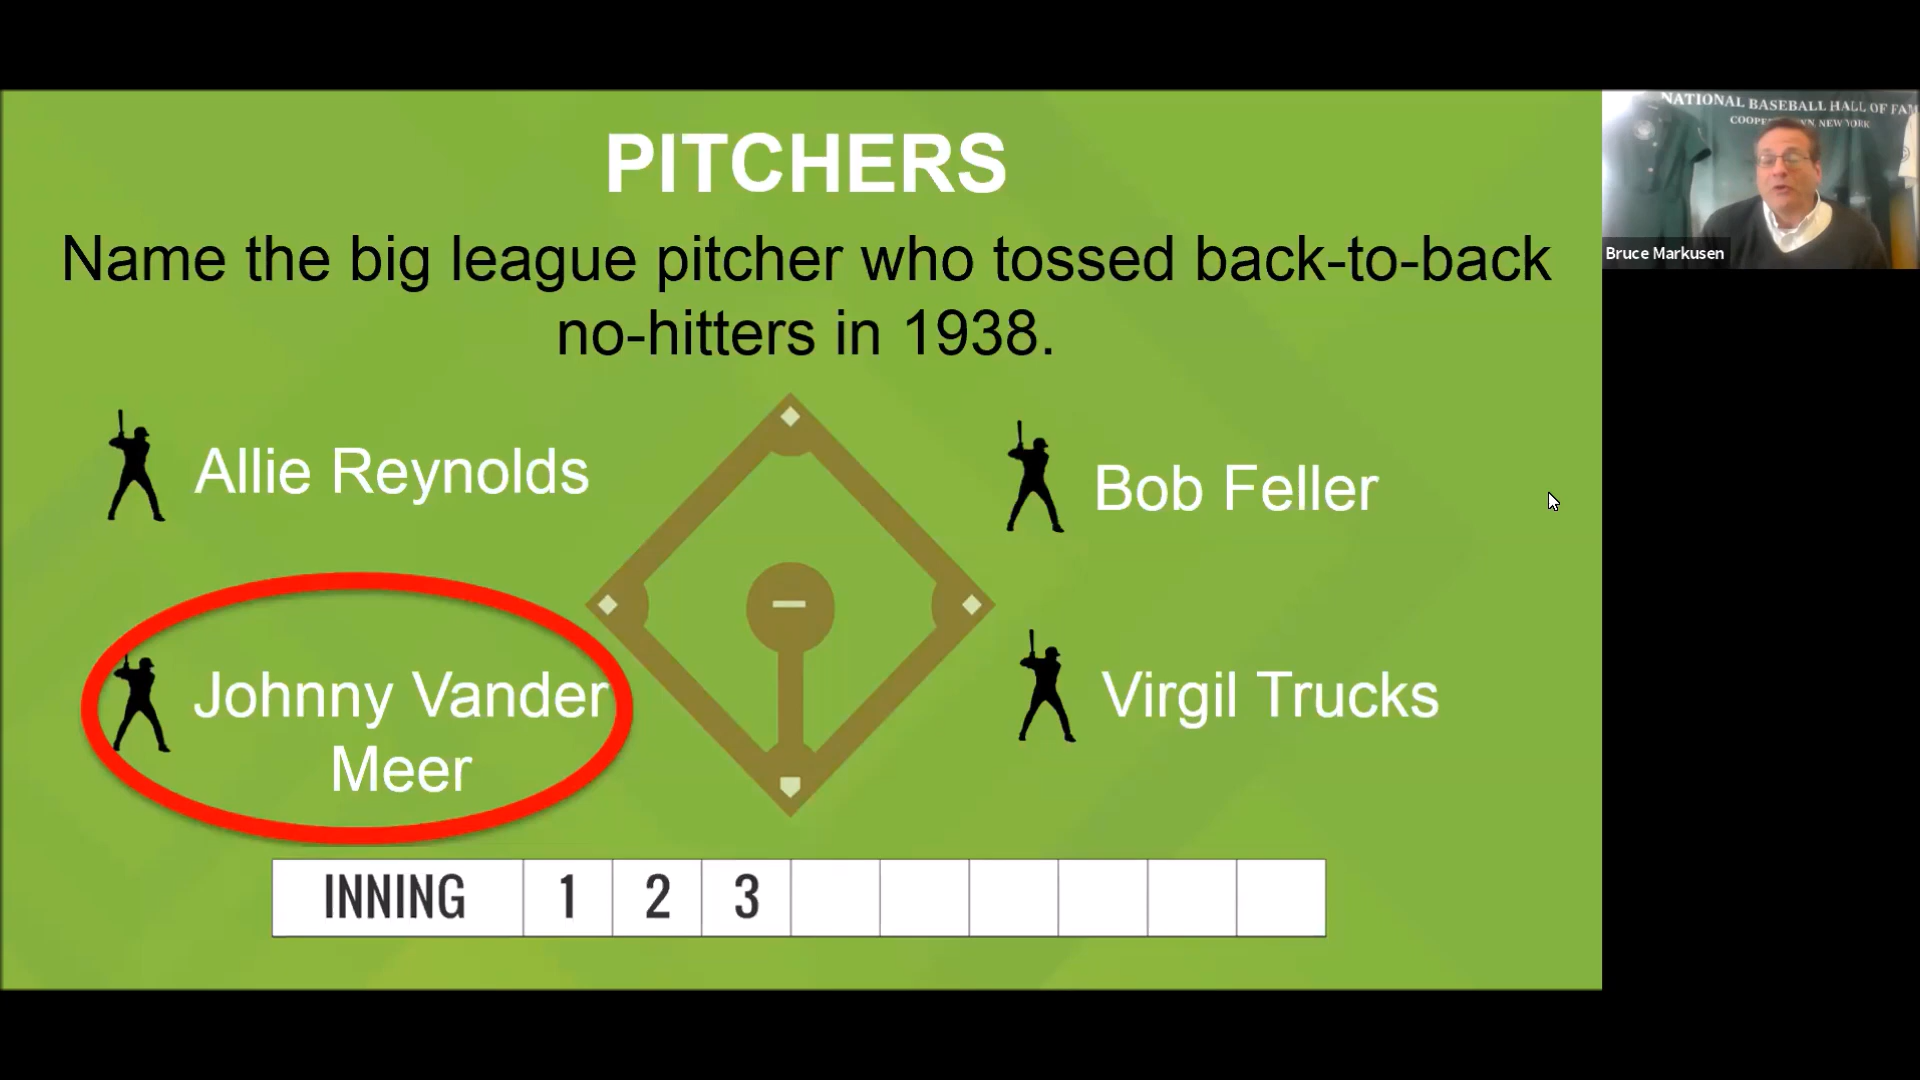 PITCHERS
Name the big league pitcher who tossed back-to-back
no-hitters in 1938.
Allie Reynolds
Bob Feller
Johnny Vander
Meer
Virgil Trucks
INNING 1 2 3
NATIONAL BASEBALL HALL OF FAM
NEW YORK
Bruce Markusen